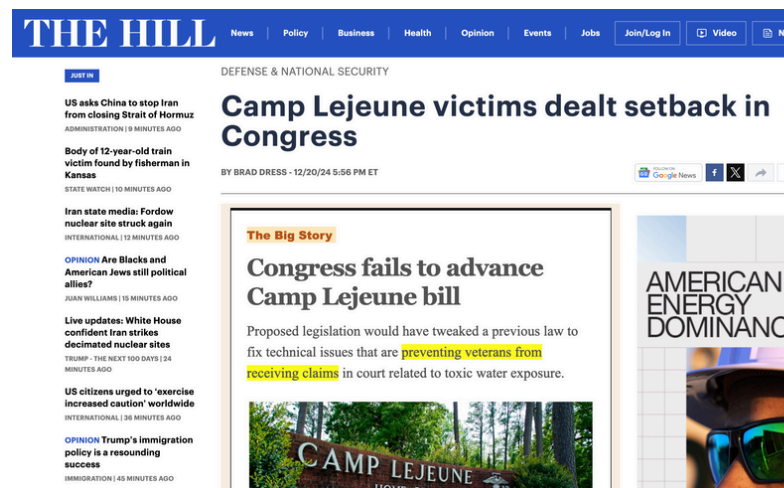 THE HILL
News
Policy
Business
Health
Opinion
Events
Jobs
Join/Log In
Video
N
JUST IN
US asks China to stop Iran
from closing Strait of Hormuz
ADMINISTRATION | 9 MINUTES AGO
Body of 12-year-old train
victim found by fisherman in
Kansas
STATE WATCH | 10 MINUTES AGO
Iran state media: Fordow
nuclear site struck again
INTERNATIONAL | 12 MINUTES AGO
OPINION Are Blacks and
American Jews still political
allies?
JUAN WILLIAMS | 15 MINUTES AGO
Live updates: White House
confident Iran strikes
decimated nuclear sites
TRUMP - THE NEXT 100 DAYS | 24
MINUTES AGO
US citizens urged to ‘exercise
increased caution’ worldwide
INTERNATIONAL | 36 MINUTES AGO
OPINION Trump’s immigration
policy is a resounding
success
IMMIGRATION | 45 MINUTES AGO
DEFENSE & NATIONAL SECURITY
Camp Lejeune victims dealt setback in
Congress
BY BRAD DRESS - 12/20/24 5:56 PM ET
FOLLOW ON
Google News
The Big Story
Congress fails to advance
Camp Lejeune bill
Proposed legislation would have tweaked a previous law to
fix technical issues that are preventing veterans from
receiving claims in court related to toxic water exposure.
CAMP LEJEUNE
AMERICAN
ENERGY
DOMINANC